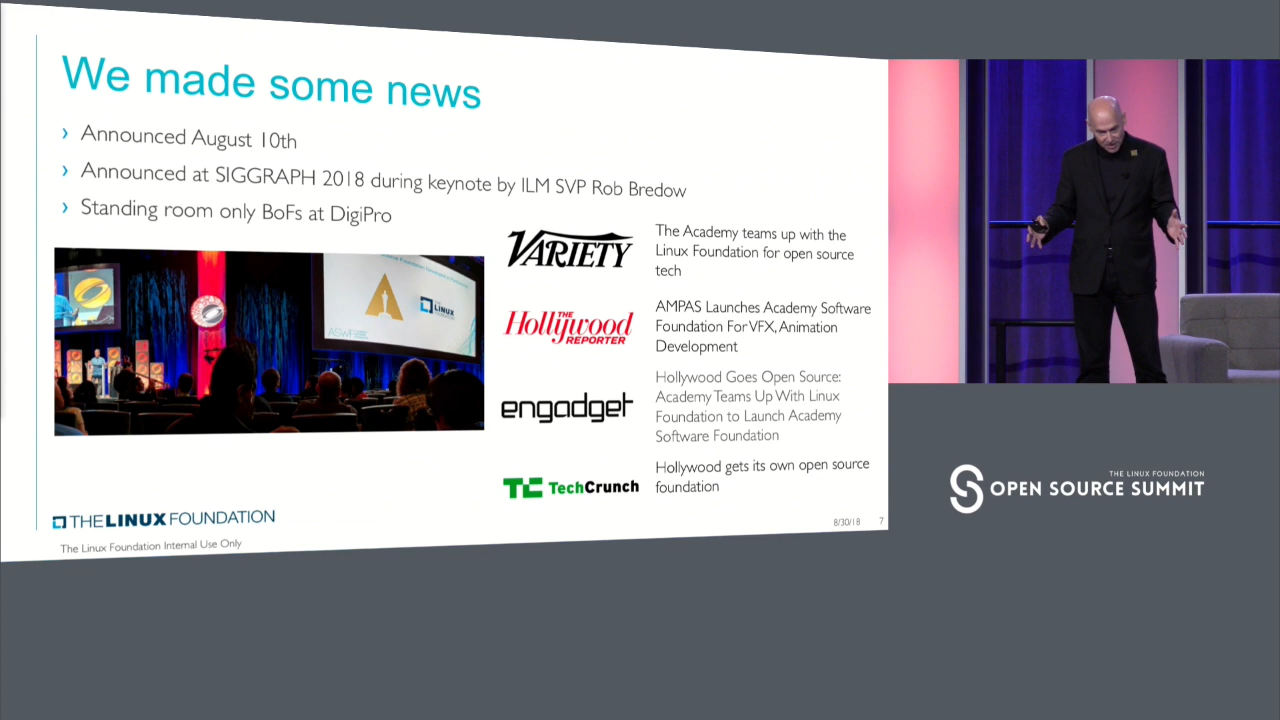 We made some news
› Announced August 10th
› Announced at SIGGRAPH 2018 during keynote by ILM SVP Rob Bredow
› Standing room only BoFs at DigiPro
VARIETY
The Academy teams up with the
Linux Foundation for open source
tech
THE
Hollywood
REPORTER
AMPAS Launches Academy Software
Foundation For VFX, Animation
Development
engadget
Hollywood Goes Open Source:
Academy Teams Up With Linux
Foundation to Launch Academy
Software Foundation
TC TechCrunch
Hollywood gets its own open source
foundation
THE
LINUX
ASWF
THE LINUX FOUNDATION
The Linux Foundation Internal Use Only
8/30/18 7
THE LINUX FOUNDATION
OPEN SOURCE SUMMIT